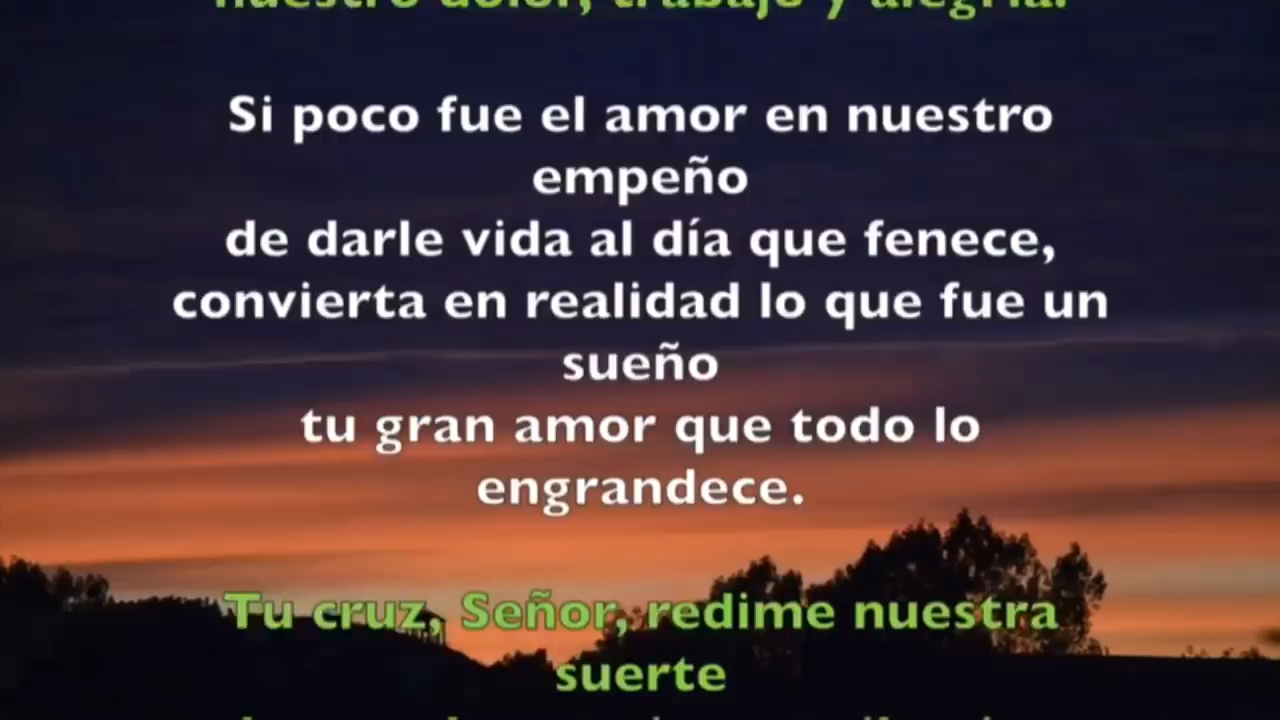 nuestro dolor, trabajo y alegría.
Si poco fue el amor en nuestro
empeño
de darle vida al día que fenece,
convierta en realidad lo que fue un
sueño
tu gran amor que todo lo
engrandece.
Tu cruz, Señor, redime nuestra
suerte